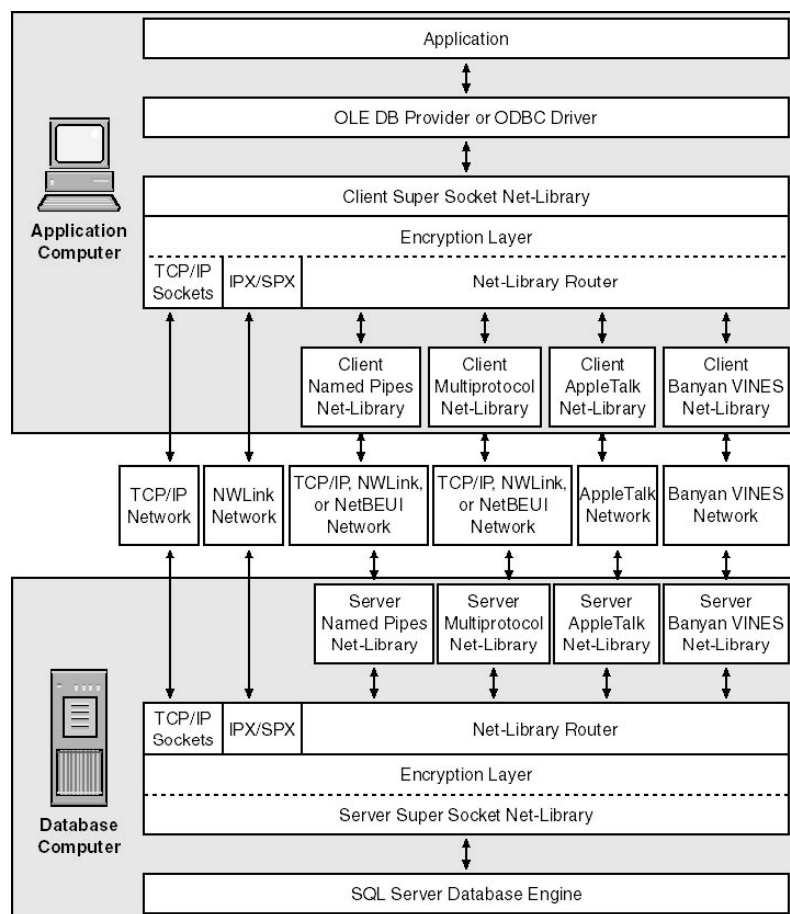 Application
OLE DB Provider or ODBC Driver
Application
Computer
Client Super Socket Net-Library
Encryption Layer
TCP/IP
Sockets
IPX/SPX
Net-Library Router
Client
Named Pipes
Net-Library
Client
Multiprotocol
Net-Library
Client
AppleTalk
Net-Library
Client
Banyan VINES
Net-Library
TCP/IP
Network
NWLink
Network
TCP/IP, NWLink,
or NetBEUI
Network
TCP/IP, NWLink,
or NetBEUI
Network
AppleTalk
Network
Banyan VINES
Network
Server
Named Pipes
Net-Library
Server
Multiprotocol
Net-Library
Server
AppleTalk
Net-Library
Server
Banyan VINES
Net-Library
TCP/IP
Sockets
IPX/SPX
Net-Library Router
Encryption Layer
Server Super Socket Net-Library
Database
Computer
SQL Server Database Engine